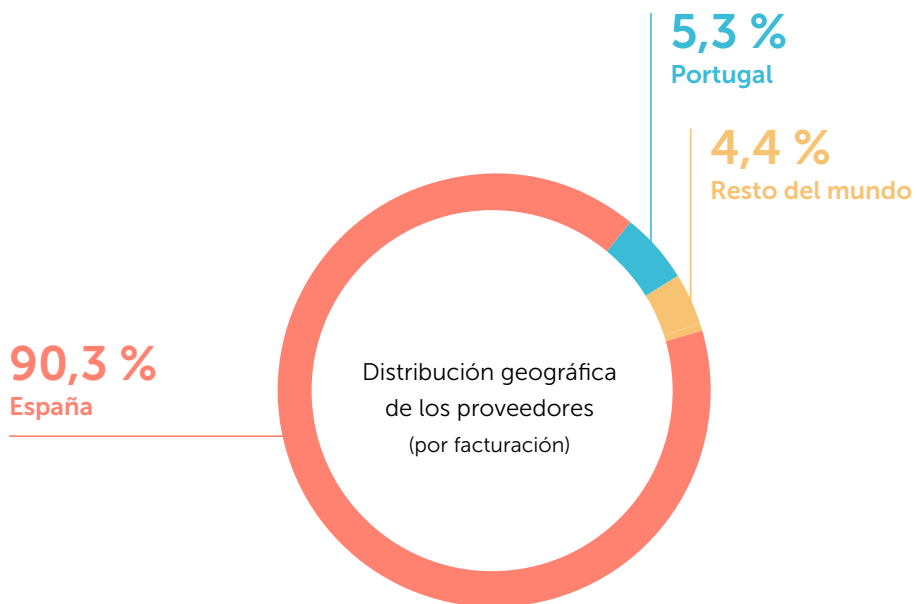 5,3 %
Portugal
4,4 %
Resto del mundo
90,3 %
España
Distribución geográfica
de los proveedores
(por facturación)